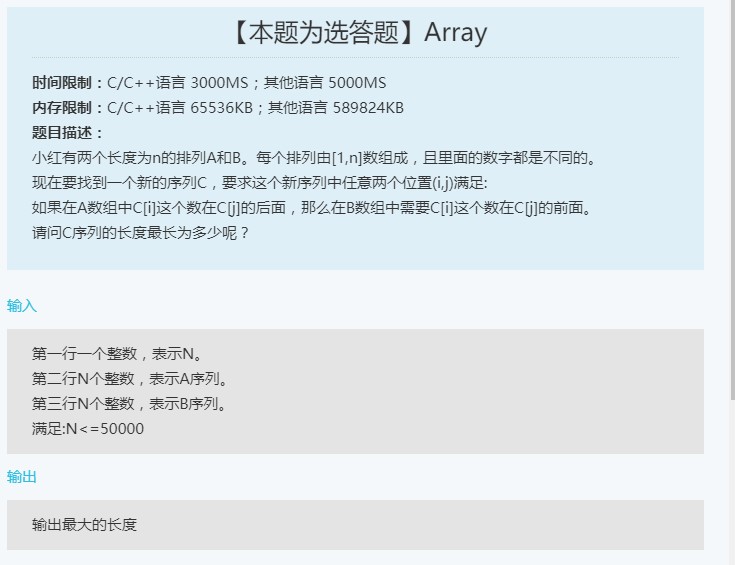 【本题为选答题】Array
时间限制：C/C++语言 3000MS；其他语言 5000MS
内存限制：C/C++语言 65536KB；其他语言 589824KB
题目描述：
小红有两个长度为n的排列A和B。每个排列由[1,n]数组成，且里面的数字都是不同的。
现在要找到一个新的序列C，要求这个新序列中任意两个位置(i,j)满足:
如果在A数组中C[i]这个数在C[j]的后面，那么在B数组中需要C[i]这个数在C[j]的前面。
请问C序列的长度最长为多少呢？
输入
第一行一个整数，表示N。
第二行N个整数，表示A序列。
第三行N个整数，表示B序列。
满足:N<=50000
输出
输出最大的长度